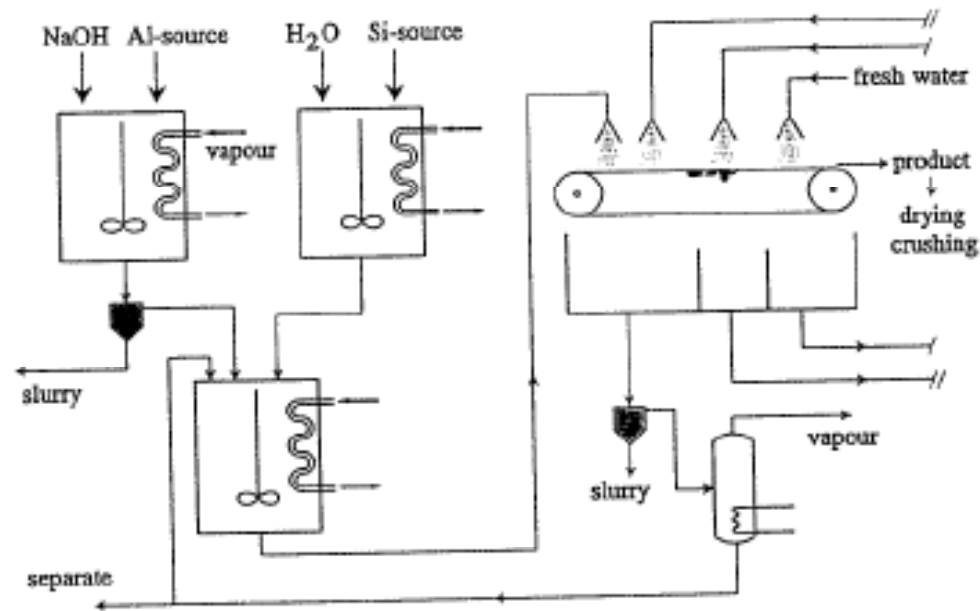 NaOH Al-source
H₂O Si-source
vapour
fresh water
product
drying
crushing
slurry
slurry
vapour
separate
//
/
/
//